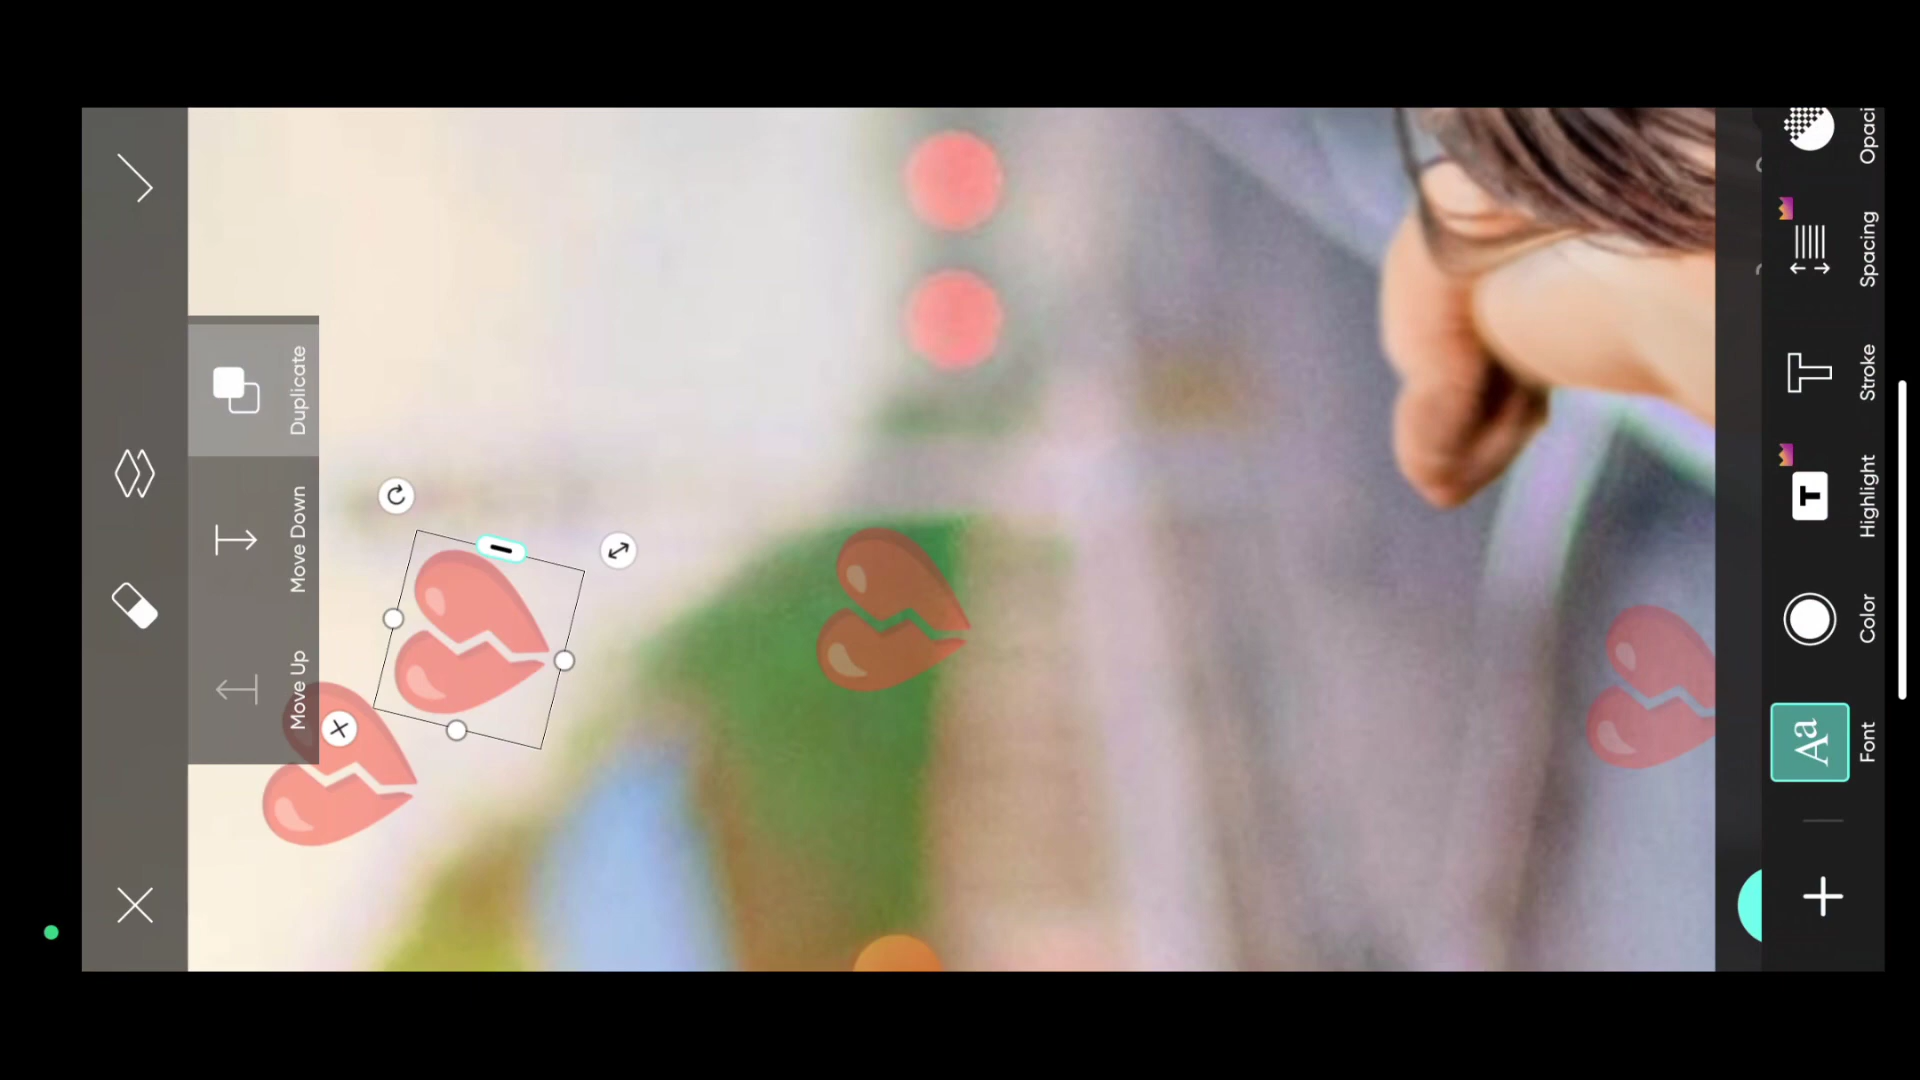 Duplicate
Move Down
Move Up
Aa
Font
Color
T
Highlight
Stroke
Spacing
Opaci